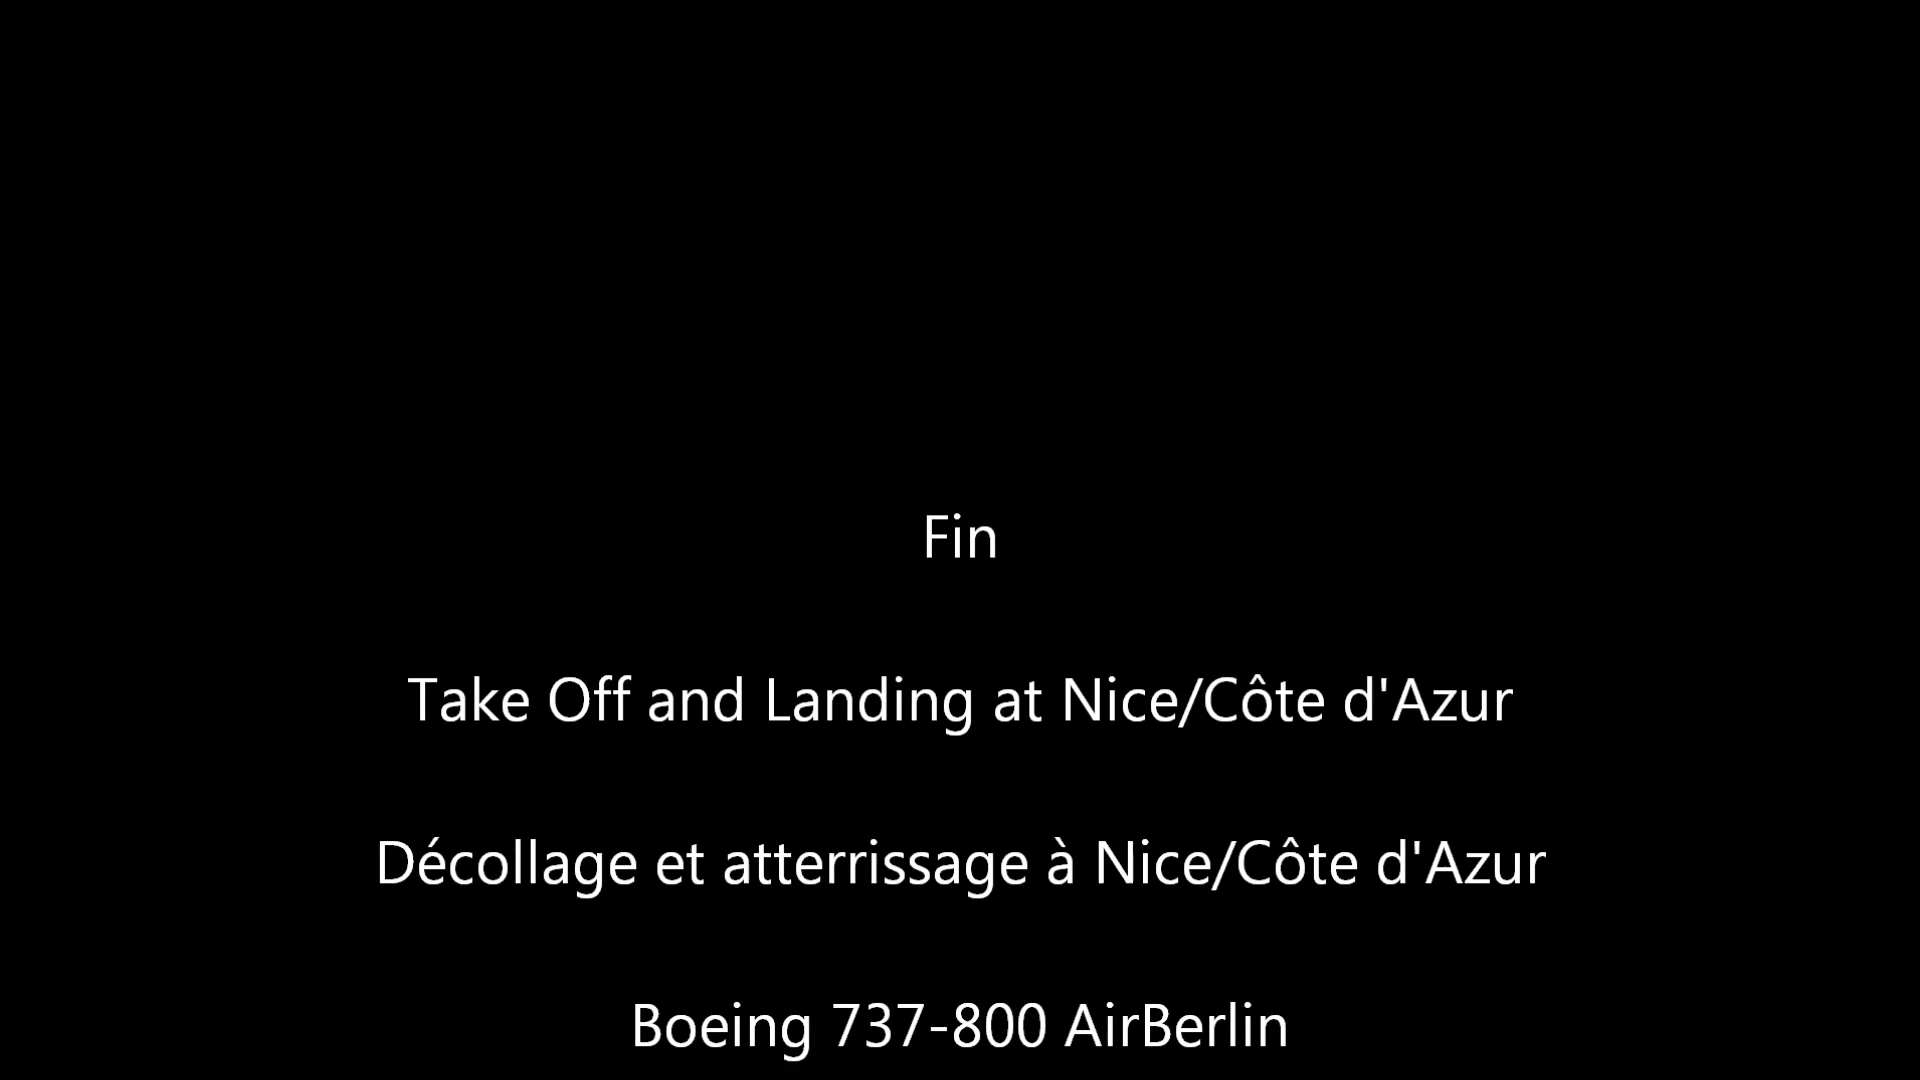 Fin
Take Off and Landing at Nice/Côte d'Azur
Décollage et atterrissage à Nice/Côte d'Azur
Boeing 737-800 AirBerlin